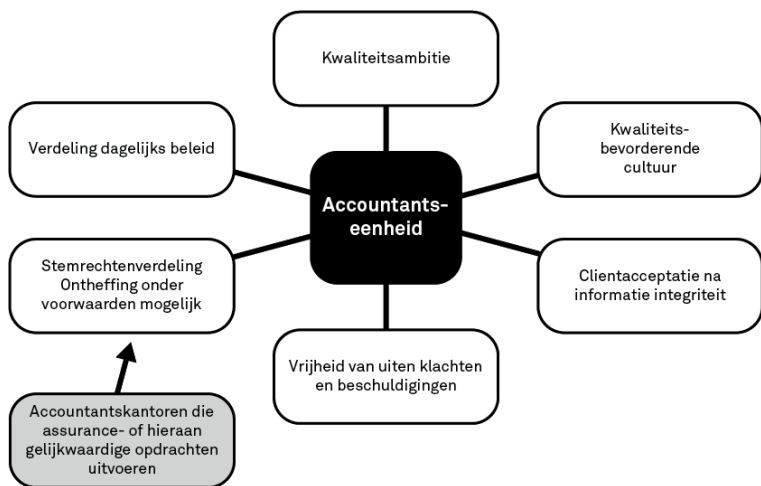 Kwaliteitsambitie
Verdeling dagelijks beleid
Kwaliteits-
bevorderende
cultuur
Accountants-
eenheid
Stemrechtenverdeling
Ontheffing onder
voorwaarden mogelijk
Clientacceptatie na
informatie integriteit
Vrijheid van uiten klachten
en beschuldigingen
Accountantskantoren die
assurance- of hieraan
gelijkwaardige opdrachten
uitvoeren